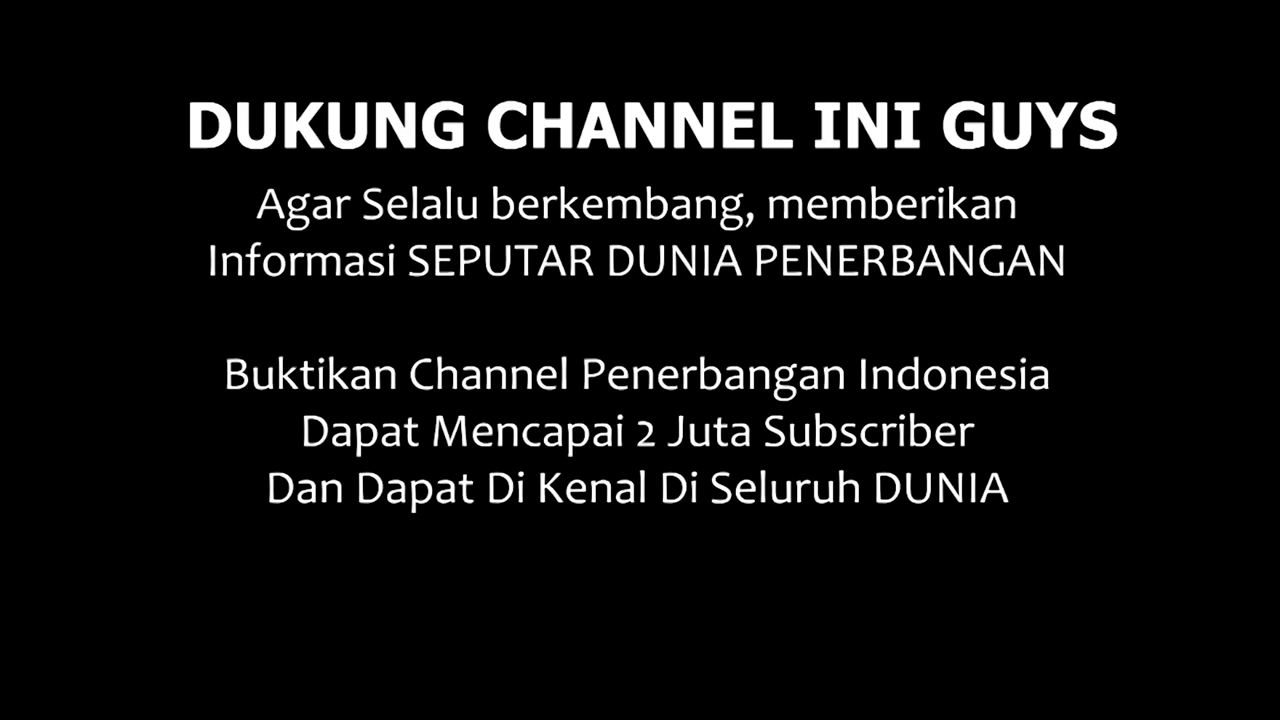 DUKUNG CHANNEL INI GUYS
Agar Selalu berkembang, memberikan
Informasi SEPUTAR DUNIA PENERBANGAN
Buktikan Channel Penerbangan Indonesia
Dapat Mencapai 2 Juta Subscriber
Dan Dapat Di Kenal Di Seluruh DUNIA